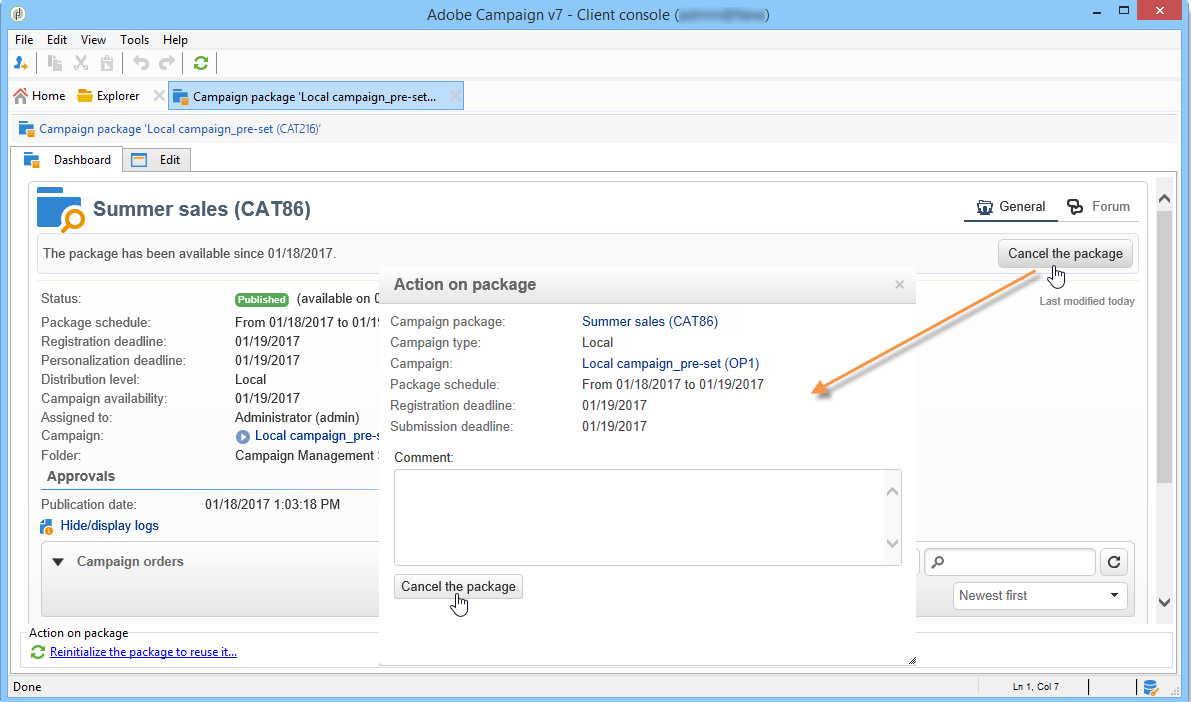 Adobe Campaign v7 - Client console (
File Edit View Tools Help
Home Explorer Campaign package 'Local campaign_pre-set...
Campaign package 'Local campaign_pre-set (CAT216)'
Dashboard Edit
Summer sales (CAT86)
General Forum
The package has been available since 01/18/2017.
Cancel the package
Last modified today
Status: Published (available on 0
Package schedule: From 01/18/2017 to 01/19
Registration deadline: 01/19/2017
Personalization deadline: 01/19/2017
Distribution level: Local
Campaign availability: 01/19/2017
Assigned to: Administrator (admin)
Campaign: Local campaign_pre-s
Folder: Campaign Management
Approvals
Publication date: 01/18/2017 1:03:18 PM
Hide/display logs
Campaign orders
Newest first
Action on package
Campaign package: Summer sales (CAT86)
Campaign type: Local
Campaign: Local campaign_pre-set (OP1)
Package schedule: From 01/18/2017 to 01/19/2017
Registration deadline: 01/19/2017
Submission deadline: 01/19/2017
Comment:
Cancel the package
Action on package
Reinitialize the package to reuse it...
Done
Ln 1, Col 7